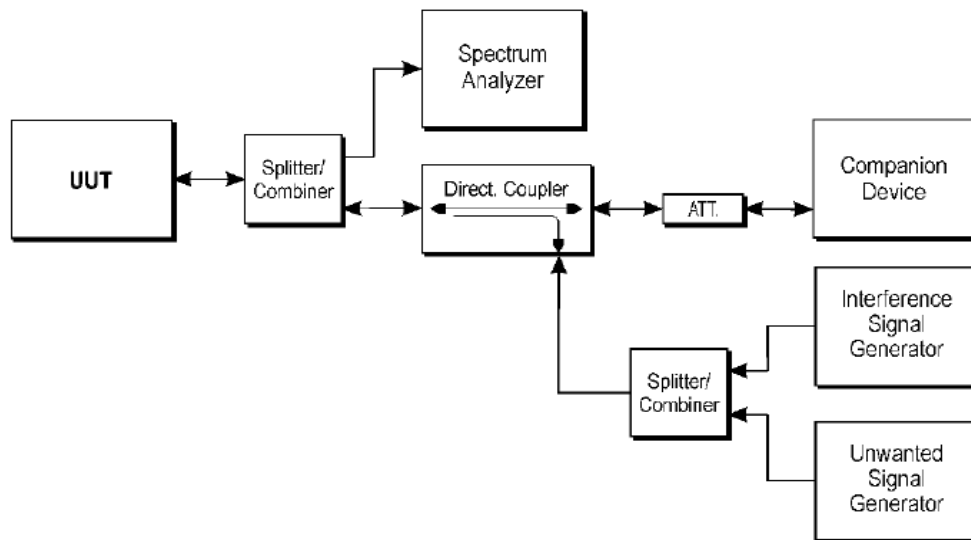 Spectrum
Analyzer
UUT
Splitter/
Combiner
Direct. Coupler
ATT.
Companion
Device
Interference
Signal
Generator
Splitter/
Combiner
Unwanted
Signal
Generator